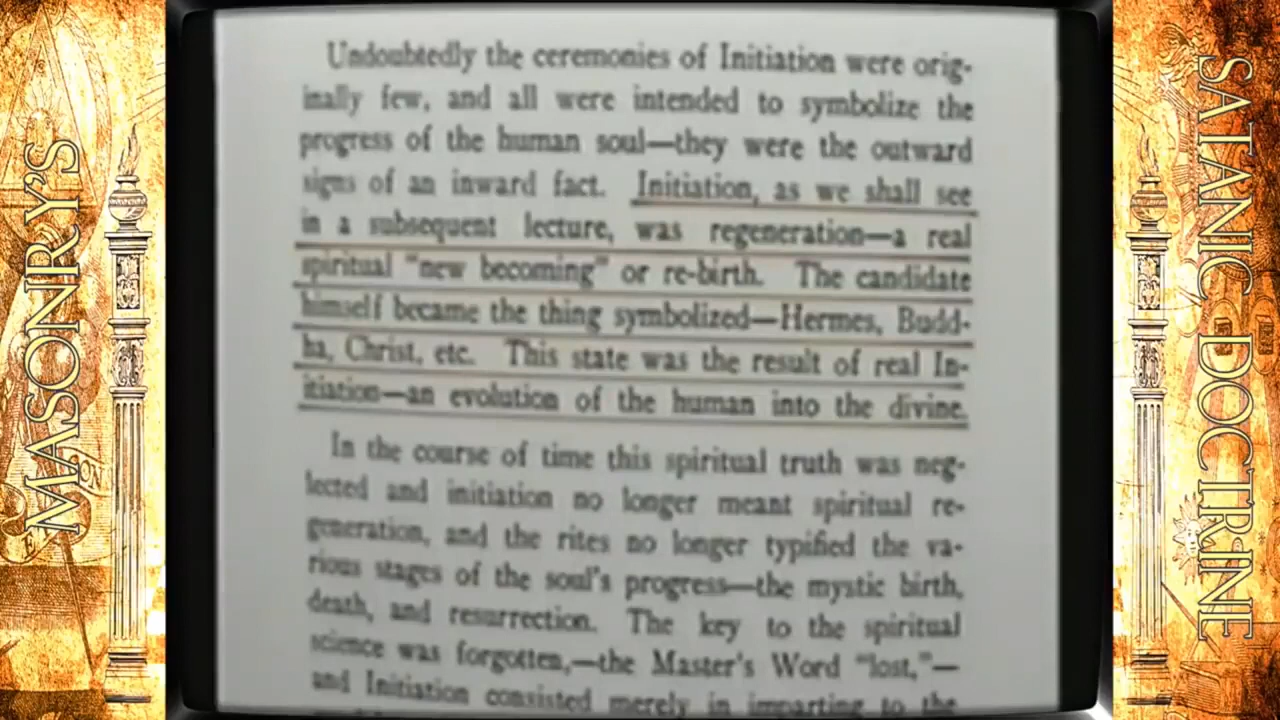 MASONRY'S
Undoubtedly the ceremonies of Initiation were orig-
inally few, and all were intended to symbolize the
progress of the human soul—they were the outward
signs of an inward fact. Initiation, as we shall see
in a subsequent lecture, was regeneration—a real
spiritual "new becoming" or re-birth. The candidate
himself became the thing symbolized—Hermes, Budd-
ha, Christ, etc. This state was the result of real In-
itiation—an evolution of the human into the divine.
In the course of time this spiritual truth was neg-
lected and initiation no longer meant spiritual re-
generation, and the rites no longer typified the va-
rious stages of the soul's progress—the mystic birth,
death, and resurrection. The key to the spiritual
science was forgotten,—the Master's Word "lost,"—
and Initiation consisted merely in imparting to the
SATANIC DOCTRINE